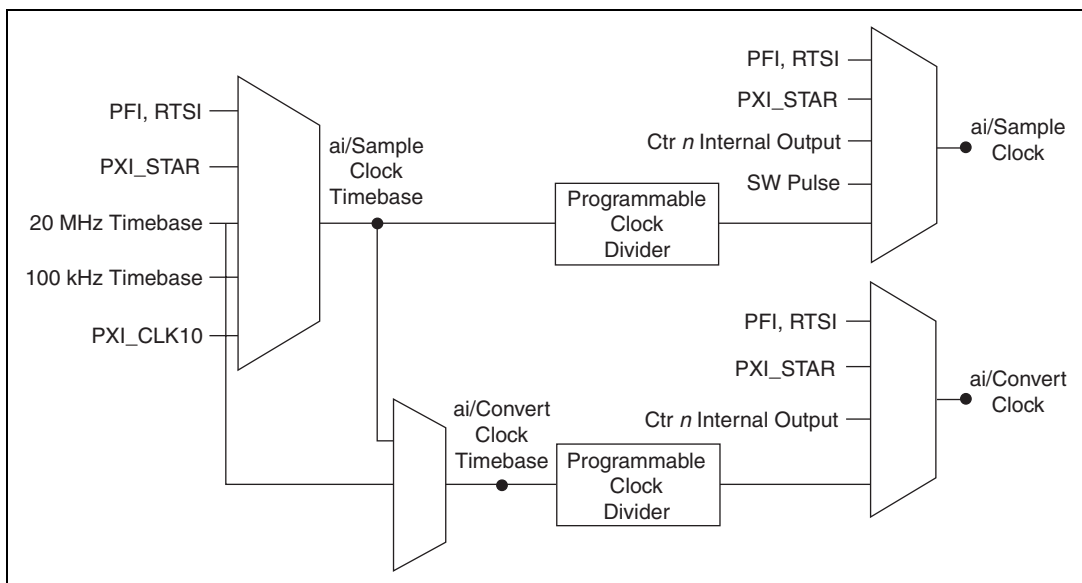 PFI, RTSI
PXI_STAR
20 MHz Timebase
100 kHz Timebase
PXI_CLK10
ai/Sample
Clock
Timebase
Programmable
Clock
Divider
PFI, RTSI
PXI_STAR
Ctr n Internal Output
SW Pulse
ai/Sample
Clock
ai/Convert
Clock
Timebase
Programmable
Clock
Divider
PFI, RTSI
PXI_STAR
Ctr n Internal Output
ai/Convert
Clock